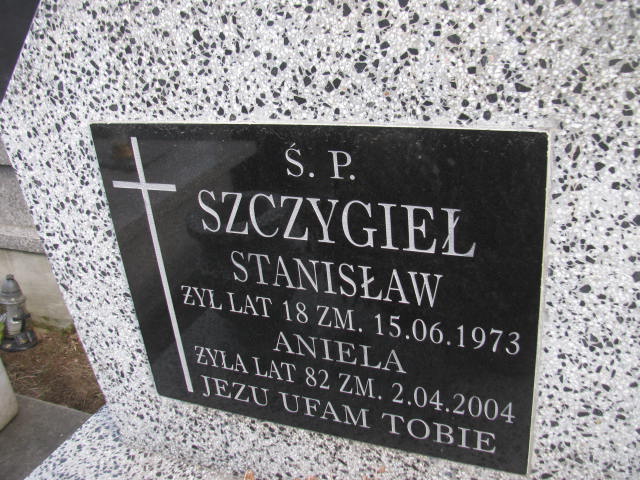 Ś. P.
SZCZYGIEŁ
STANISŁAW
ŻYŁ LAT 18 ZM. 15.06.1973
ANIELA
ŻYŁA LAT 82 ZM. 2.04.2004
JEZU UFAM TOBIE